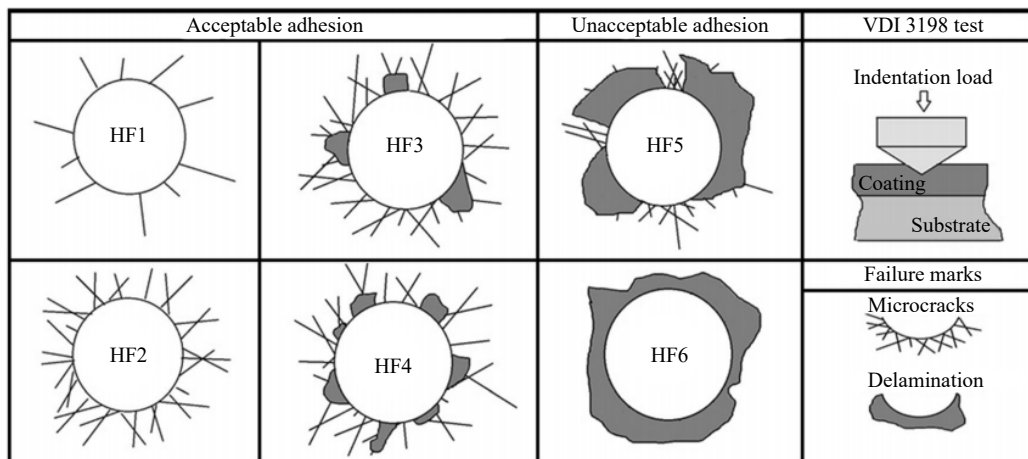 Acceptable adhesion
Unacceptable adhesion
VDI 3198 test
HF1
HF3
HF5
Indentation load
Coating
Substrate
HF2
HF4
HF6
Failure marks
Microcracks
Delamination